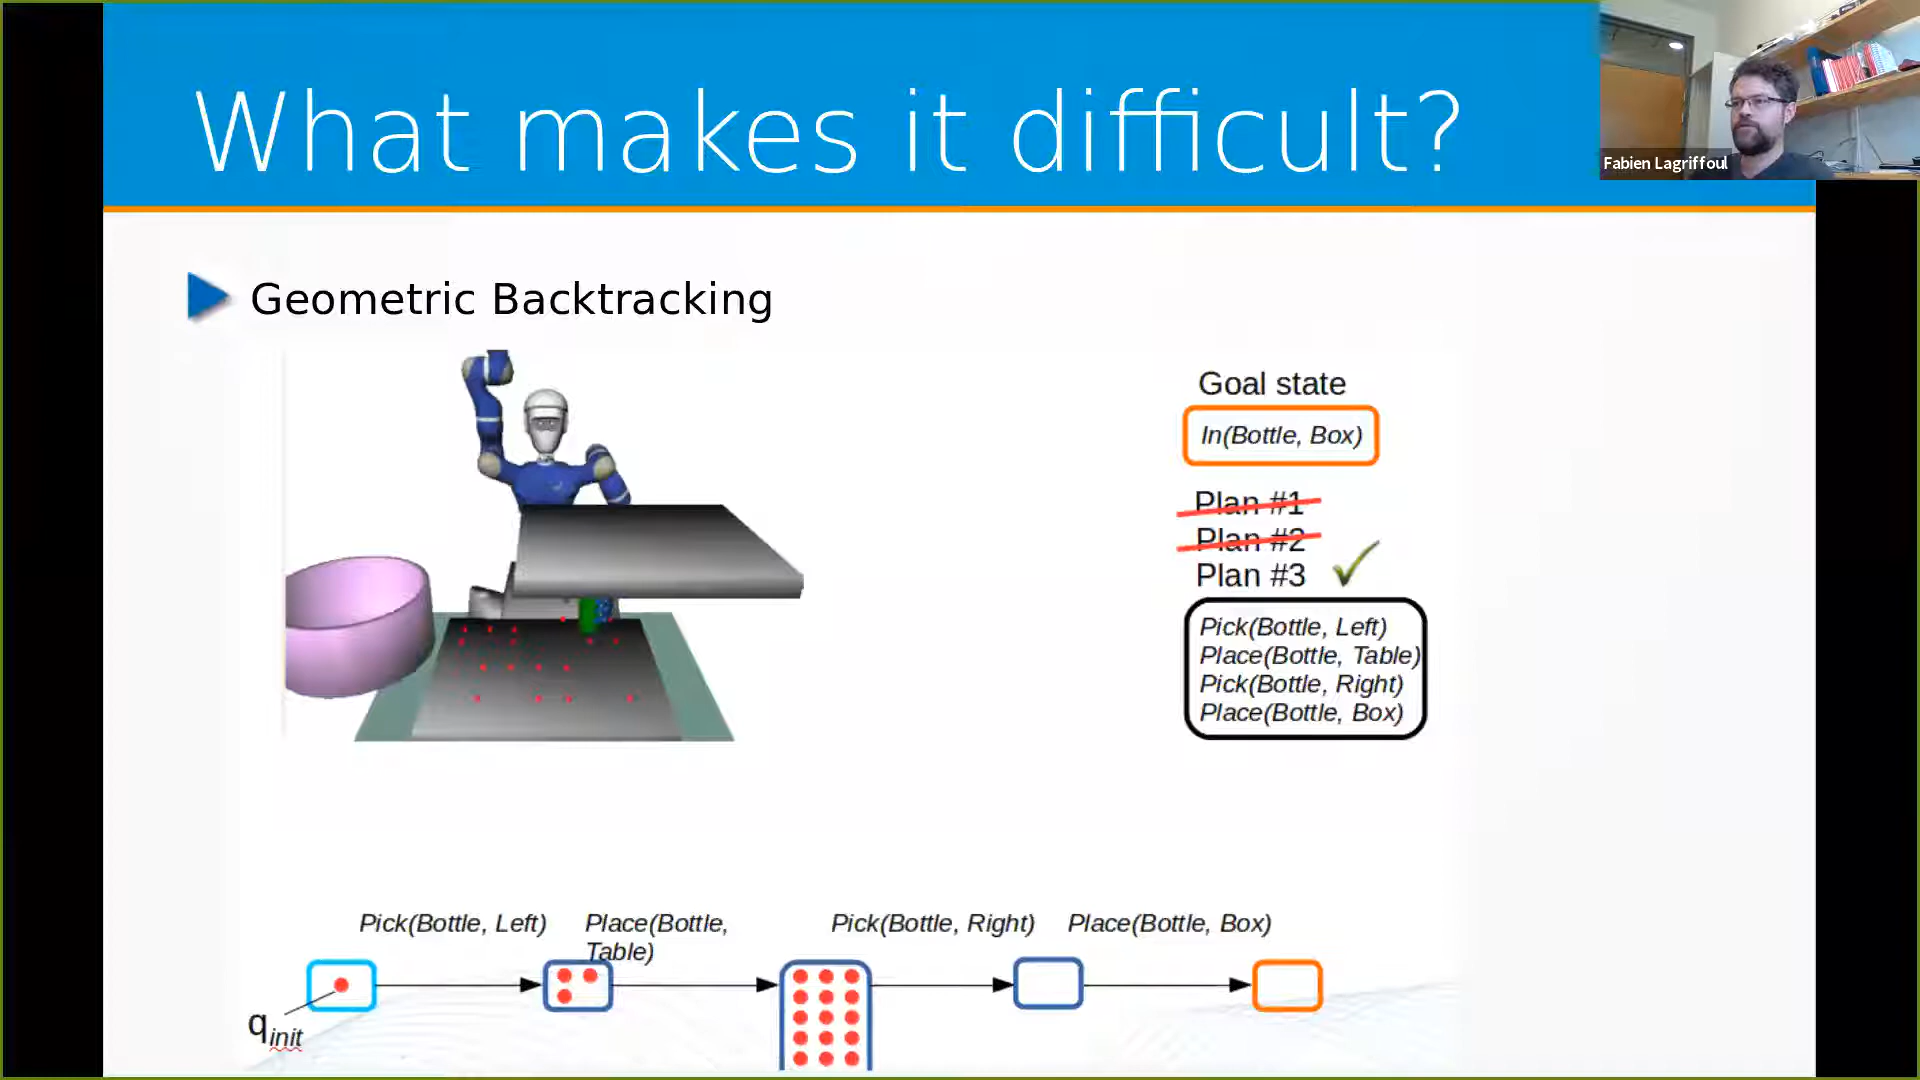 What makes it difficult?
Fabien Lagriffoul
Geometric Backtracking
Goal state
In(Bottle, Box)
Plan #1
Plan #2
Plan #3
Pick(Bottle, Left)
Place(Bottle, Table)
Pick(Bottle, Right)
Place(Bottle, Box)
Pick(Bottle, Left)
Place(Bottle,
Table)
Pick(Bottle, Right)
Place(Bottle, Box)
qinit